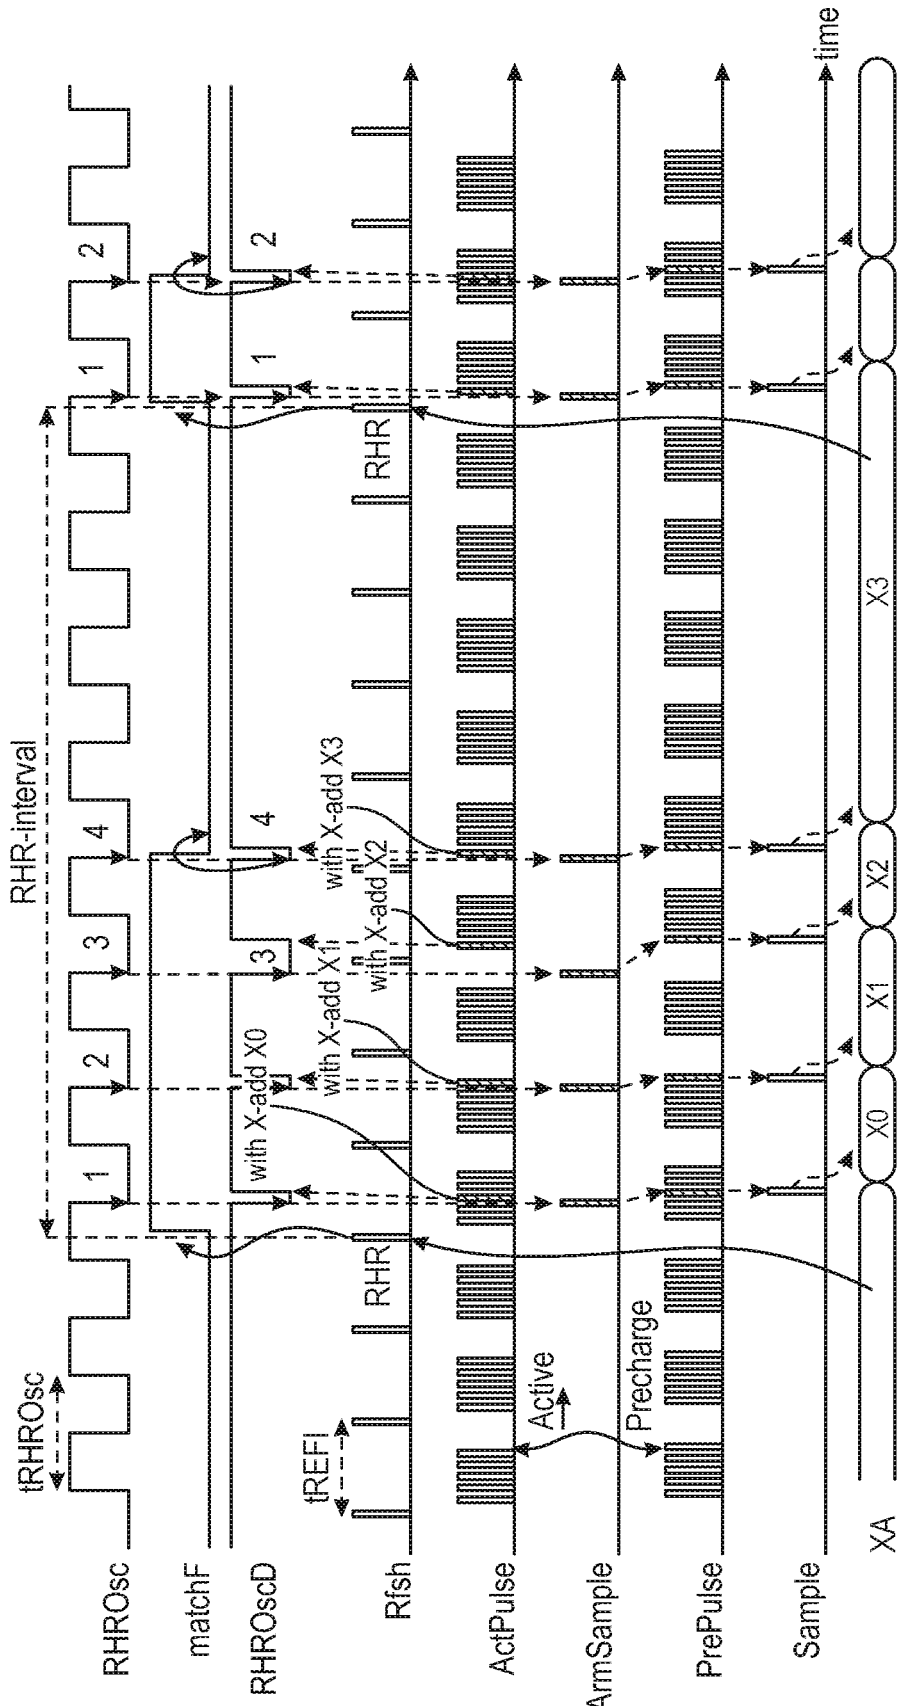 RHR-interval
tRHROsc
RHROsc
1
2
3
4
1
2
matchF
RHROscD
3
4
1
2
with X-add X0
with X-add X1
with X-add X2
with X-add X3
tREFI
RHR
RHR
Rfsh
Active
ActPulse
ArmSample
Precharge
PrePulse
Sample
time
XA
X0
X1
X2
X3